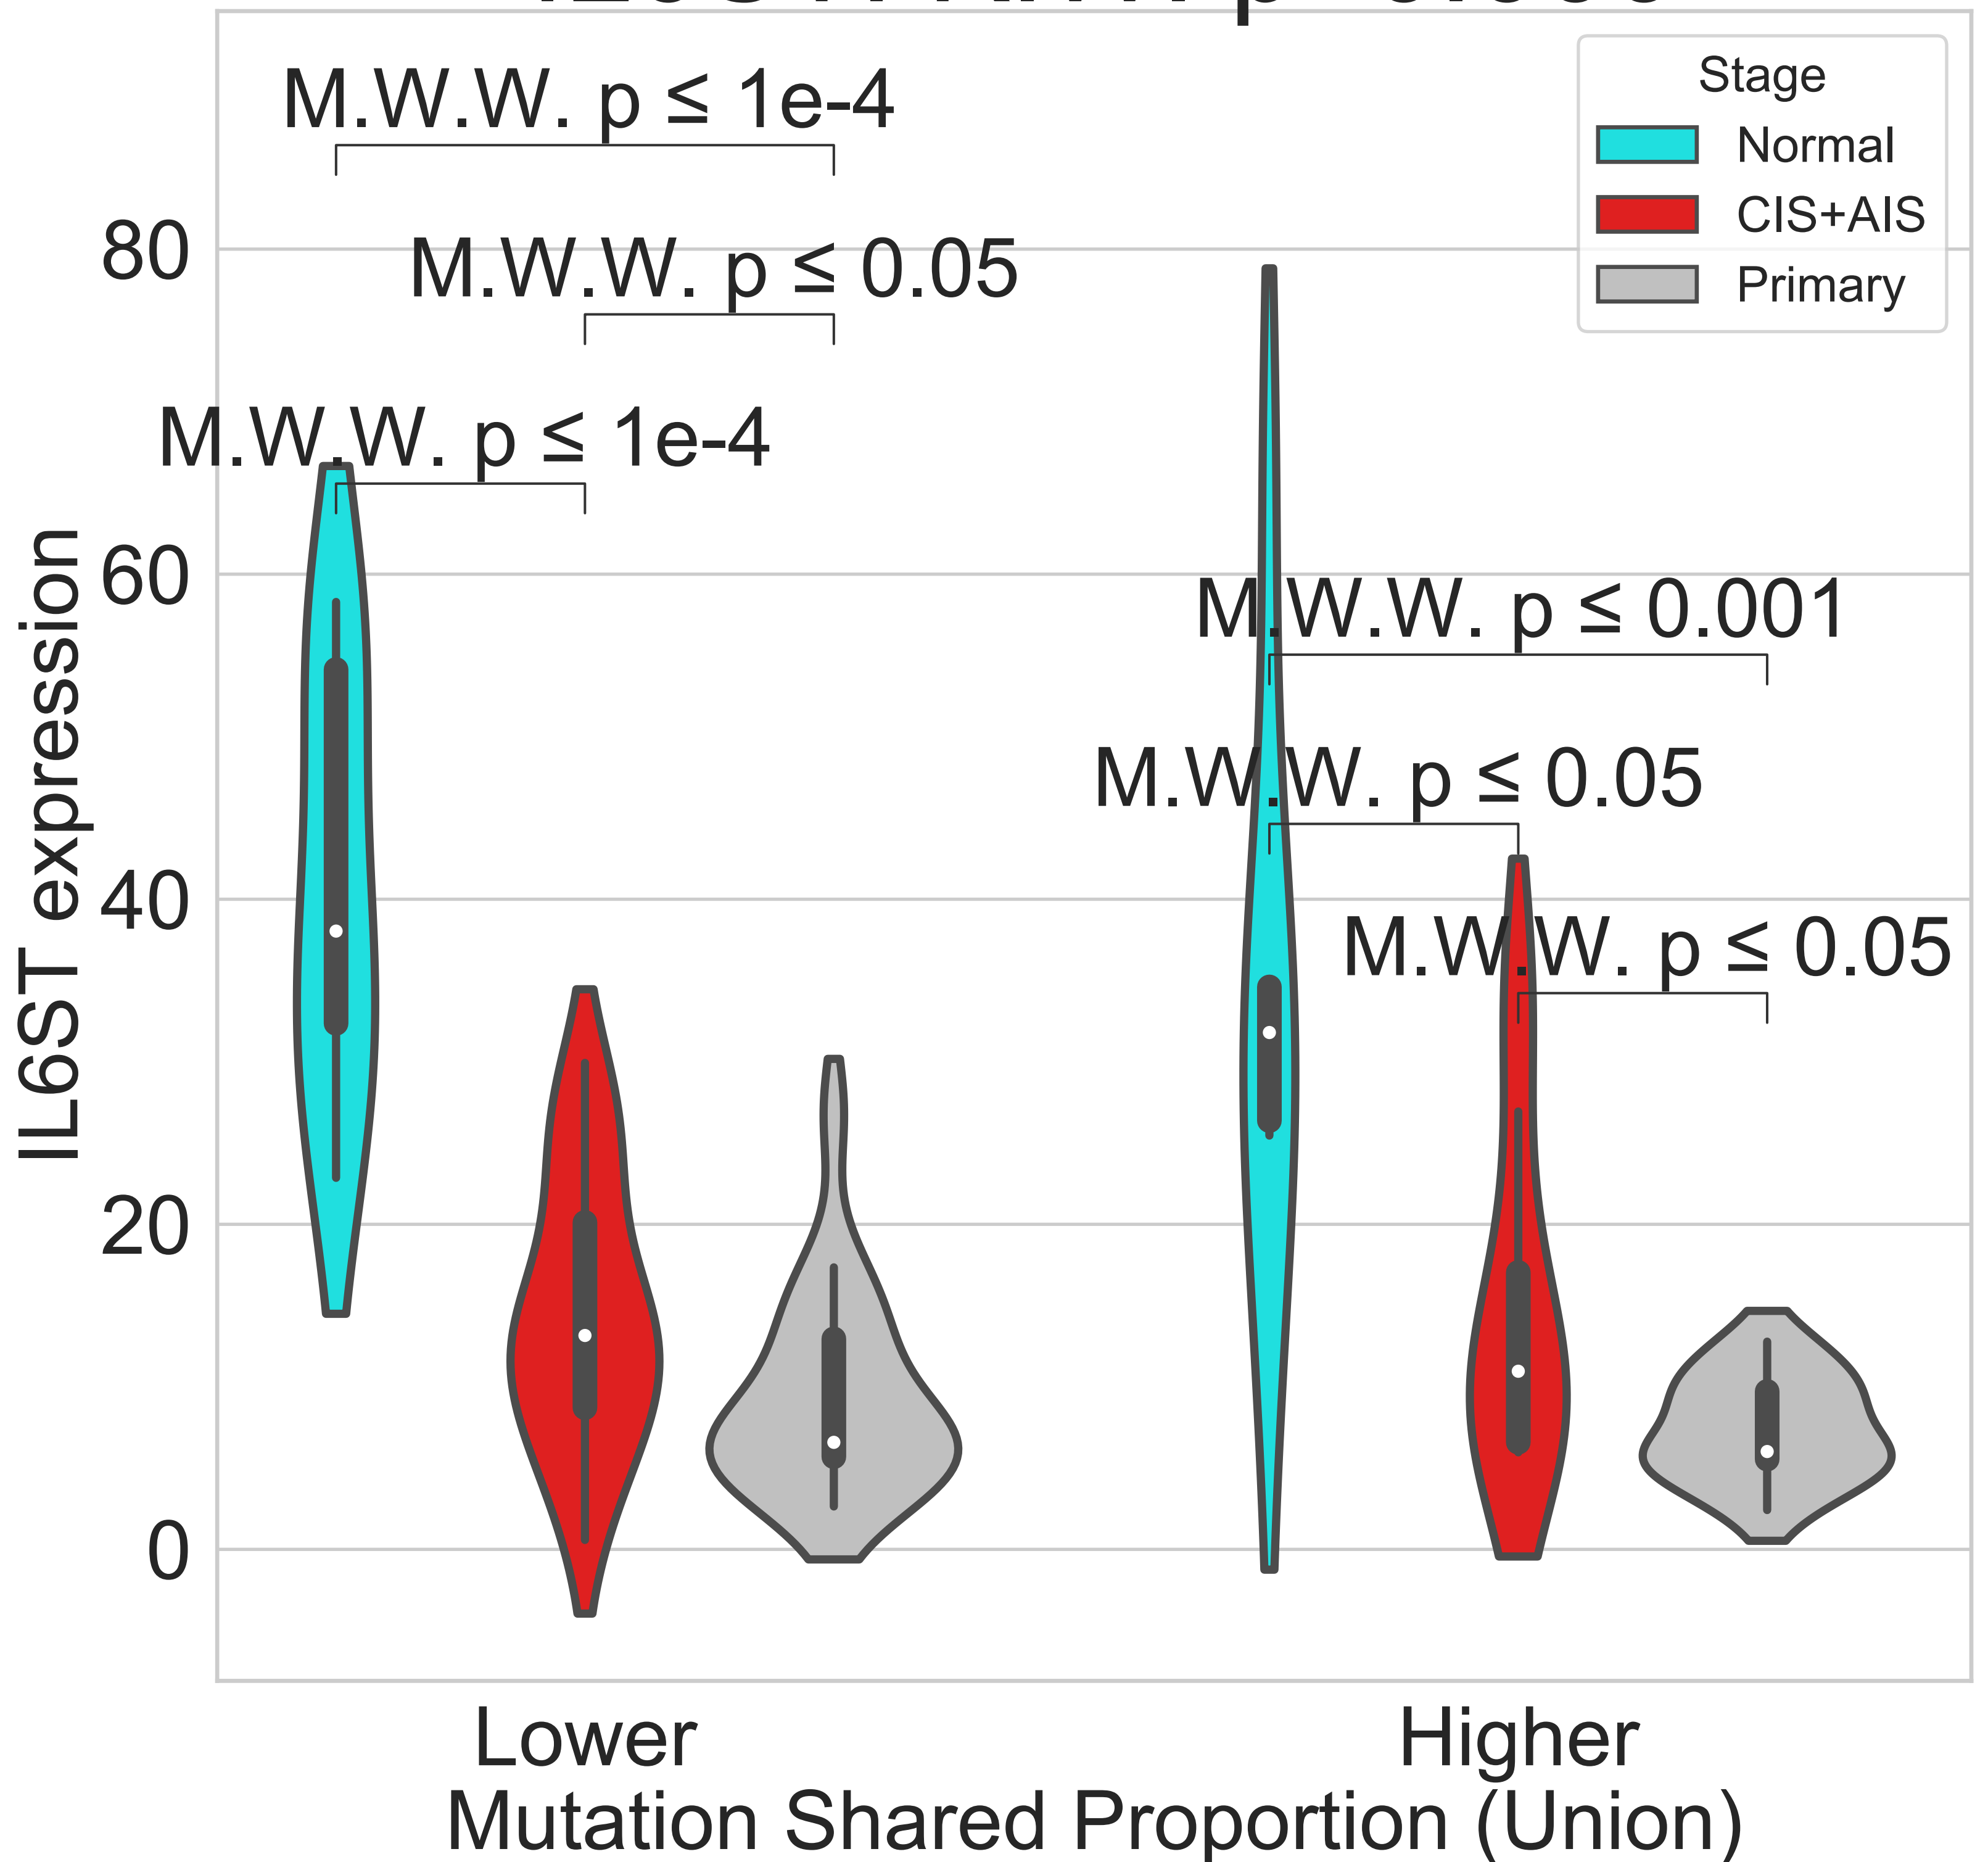 M.W.W. p ≤ 1e-4
M.W.W. p ≤ 0.05
M.W.W. p ≤ 1e-4
M.W.W. p ≤ 0.001
M.W.W. p ≤ 0.05
M.W.W. p ≤ 0.05
Stage
Normal
CIS+AIS
Primary
IL6ST expression
80
60
40
20
0
Lower
Higher
Mutation Shared Proportion (Union)